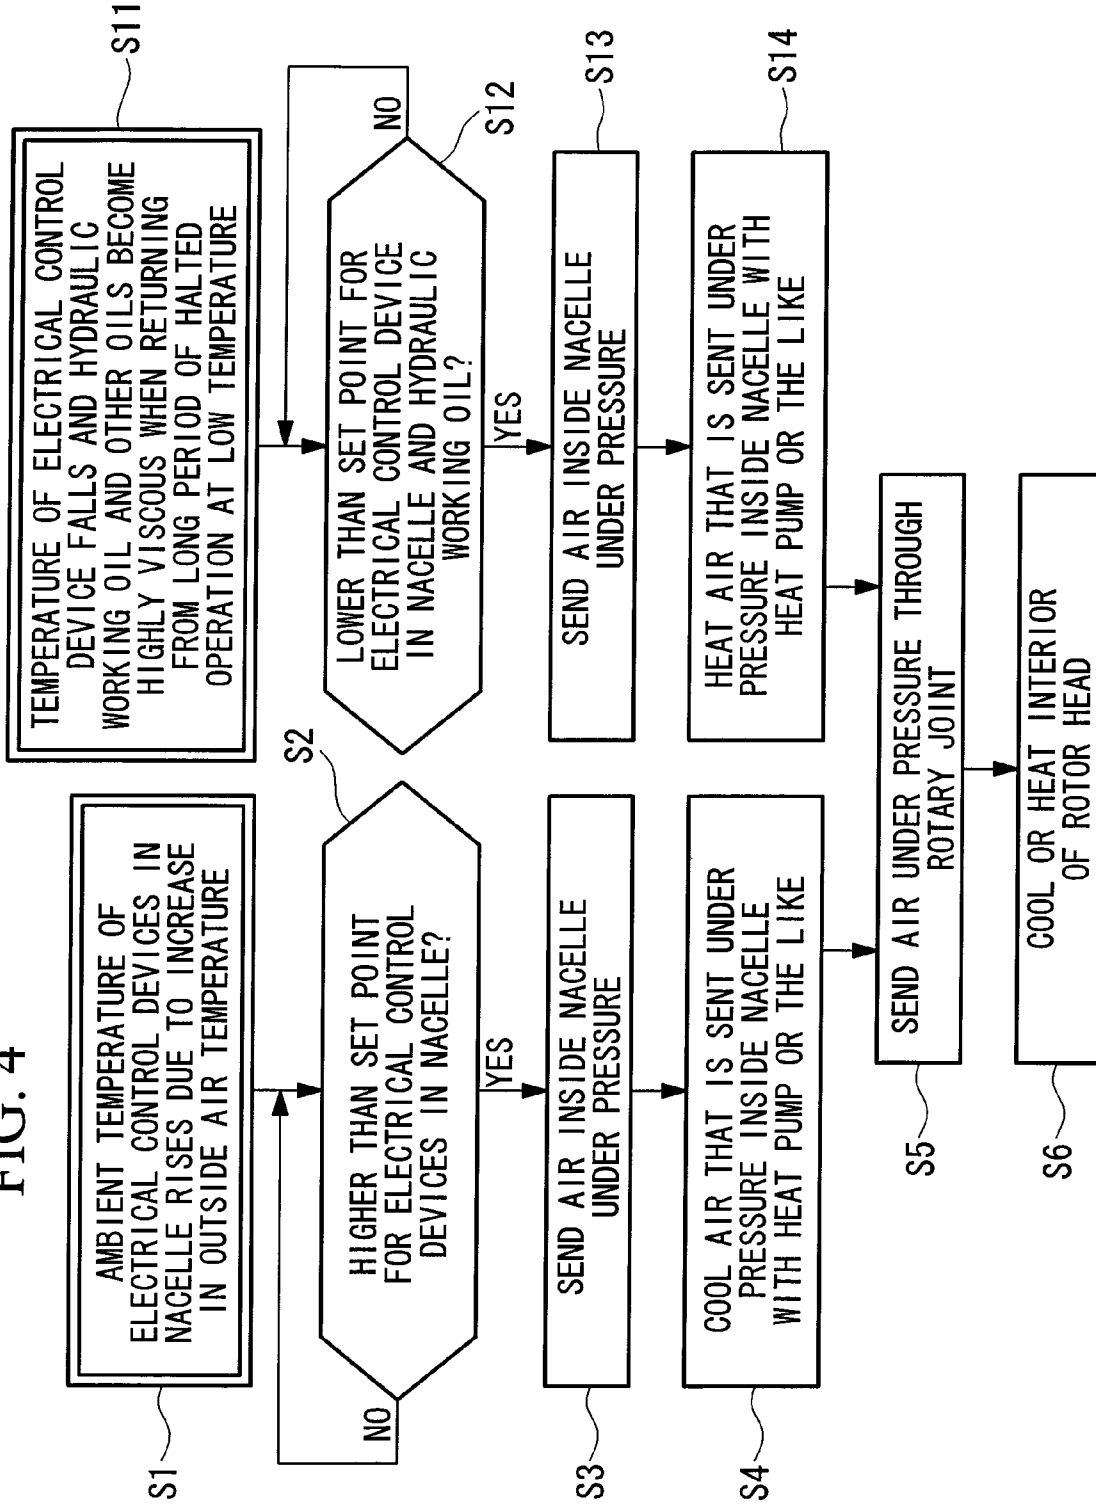 FIG. 4
S1
AMBIENT TEMPERATURE OF
ELECTRICAL CONTROL DEVICES IN
NACELLE RISES DUE TO INCREASE
IN OUTSIDE AIR TEMPERATURE
S2
HIGHER THAN SET POINT
FOR ELECTRICAL CONTROL
DEVICES IN NACELLE?
NO
YES
S3
SEND AIR INSIDE NACELLE
UNDER PRESSURE
S4
COOL AIR THAT IS SENT UNDER
PRESSURE INSIDE NACELLE
WITH HEAT PUMP OR THE LIKE
S11
TEMPERATURE OF ELECTRICAL CONTROL
DEVICE FALLS AND HYDRAULIC
WORKING OIL AND OTHER OILS BECOME
HIGHLY VISCOUS WHEN RETURNING
FROM LONG PERIOD OF HALTED
OPERATION AT LOW TEMPERATURE
S12
LOWER THAN SET POINT FOR
ELECTRICAL CONTROL DEVICE
IN NACELLE AND HYDRAULIC
WORKING OIL?
NO
YES
S13
SEND AIR INSIDE NACELLE
UNDER PRESSURE
S14
HEAT AIR THAT IS SENT UNDER
PRESSURE INSIDE NACELLE WITH
HEAT PUMP OR THE LIKE
S5
SEND AIR UNDER PRESSURE THROUGH
ROTARY JOINT
S6
COOL OR HEAT INTERIOR
OF ROTOR HEAD